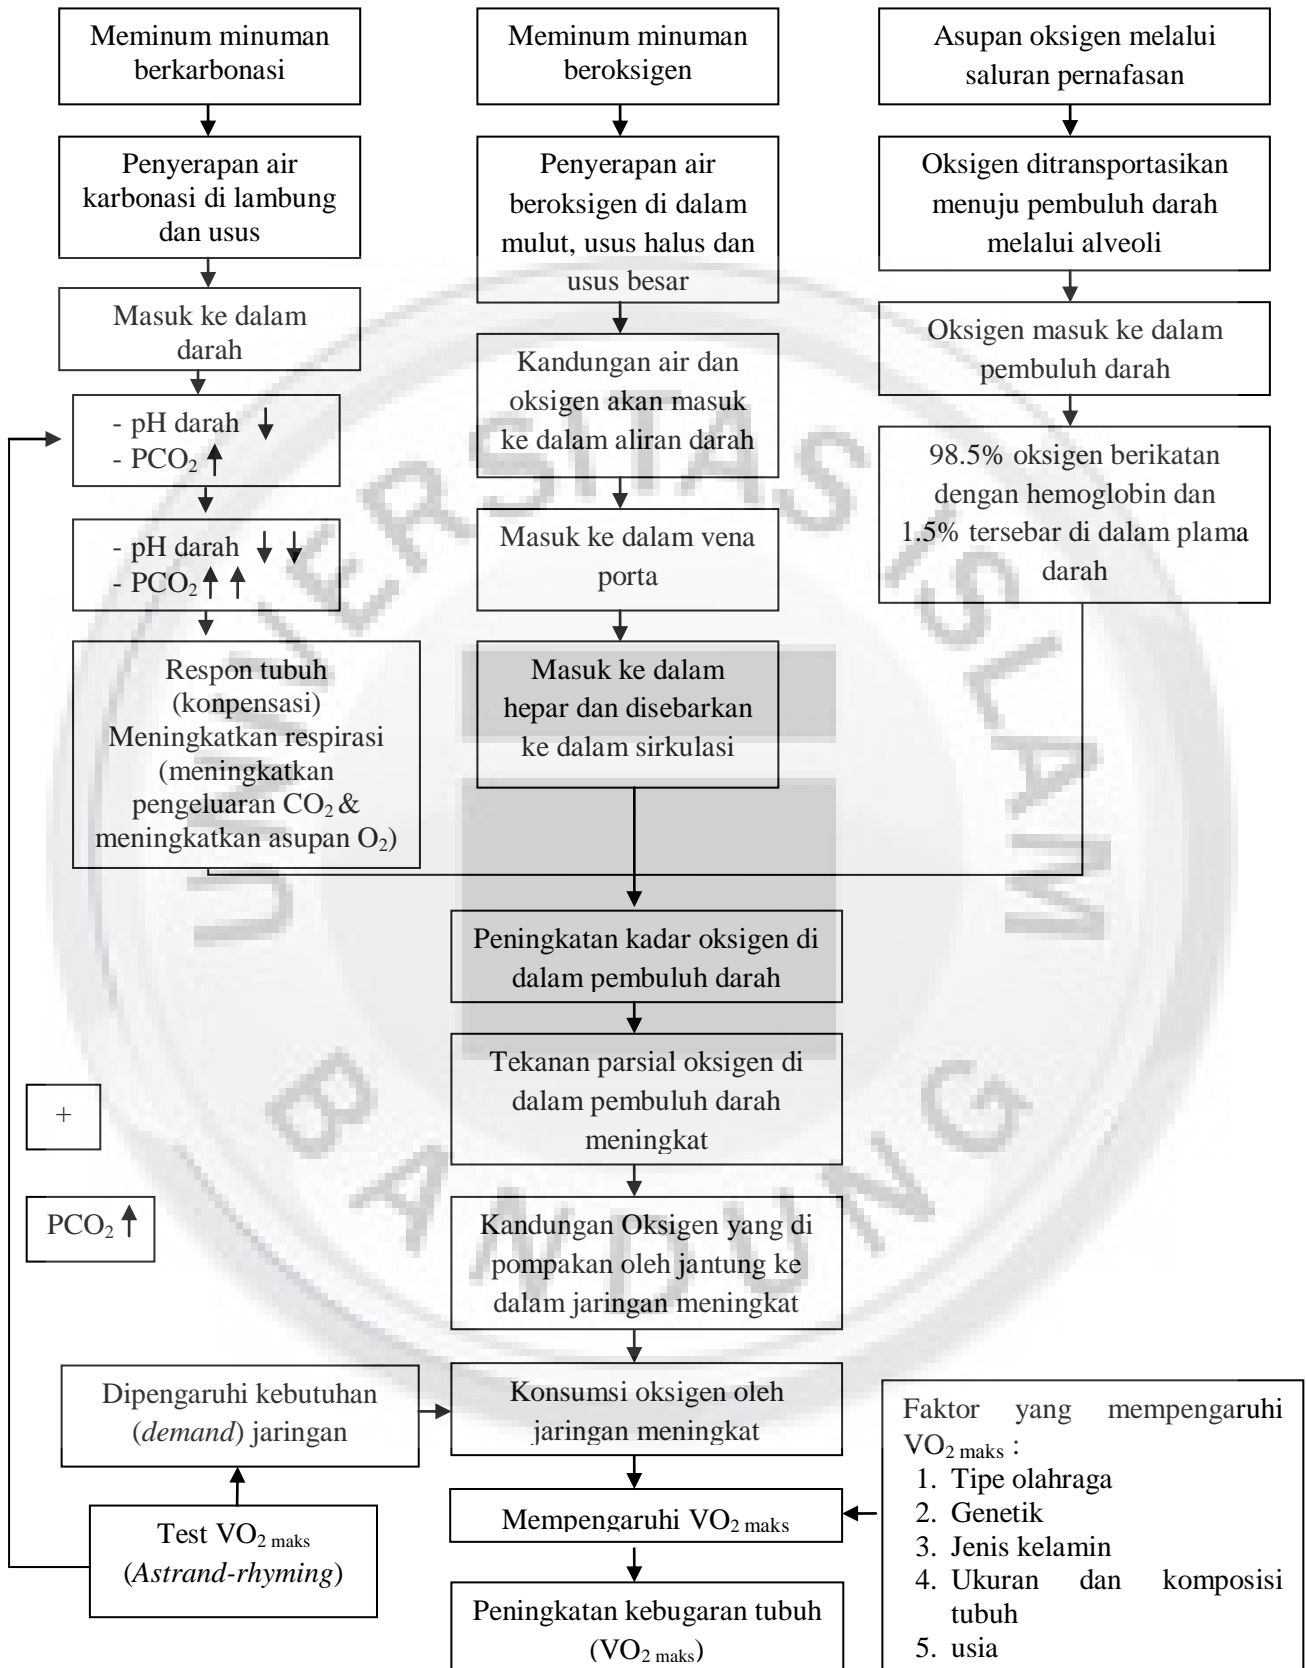 Meminum minuman
berkarbonasi
Penyerapan air
karbonasi di lambung
dan usus
Masuk ke dalam
darah
- pH darah ↓
- PCO₂ ↑
- pH darah ↓ ↓
- PCO₂ ↑ ↑
Respon tubuh
(konpensasi)
Meningkatkan respirasi
(meningkatkan
pengeluaran CO₂ &
meningkatkan asupan O₂)
Meminum minuman
beroksigen
Penyerapan air
beroksigen di dalam
mulut, usus halus dan
usus besar
Kandungan air dan
oksigen akan masuk
ke dalam aliran darah
Masuk ke dalam vena
porta
Masuk ke dalam
hepar dan disebarkan
ke dalam sirkulasi
Asupan oksigen melalui
saluran pernafasan
Oksigen ditransportasikan
menuju pembuluh darah
melalui alveoli
Oksigen masuk ke dalam
pembuluh darah
98.5% oksigen berikatan
dengan hemoglobin dan
1.5% tersebar di dalam plama
darah
Peningkatan kadar oksigen di
dalam pembuluh darah
Tekanan parsial oksigen di
dalam pembuluh darah
meningkat
+
PCO₂ ↑
Kandungan Oksigen yang di
pompakan oleh jantung ke
dalam jaringan meningkat
Dipengaruhi kebutuhan
(demand) jaringan
Konsumsi oksigen oleh
jaringan meningkat
Test VO₂ maks
(Astrand-rhyming)
Mempengaruhi VO₂ maks
Peningkatan kebugaran tubuh
(VO₂ maks)
Faktor yang mempengaruhi
VO₂ maks :
1. Tipe olahraga
2. Genetik
3. Jenis kelamin
4. Ukuran dan komposisi
tubuh
5. usia
UNIVERSITAS ISLAM
BANDUNG